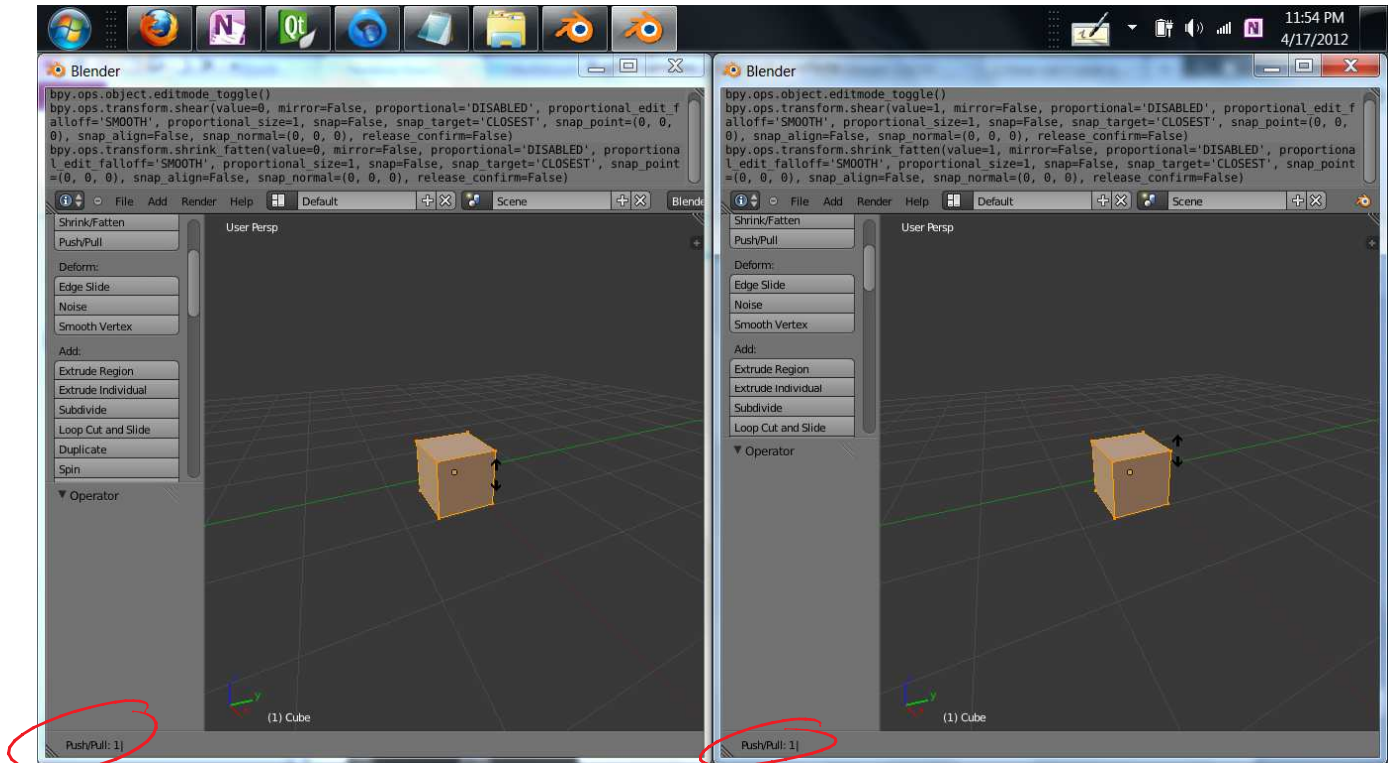 11:54 PM
4/17/2012
Blender
bpy.ops.object.editmode_toggle()
bpy.ops.transform.shear(value=0, mirror=False, proportional='DISABLED', proportional_edit_f
alloff='SMOOTH', proportional_size=1, snap=False, snap_target='CLOSEST', snap_point=(0, 0,
0), snap_align=False, snap_normal=(0, 0, 0), release_confirm=False)
bpy.ops.transform.shrink_fatten(value=0, mirror=False, proportional='DISABLED', proportiona
l_edit_falloff='SMOOTH', proportional_size=1, snap=False, snap_target='CLOSEST', snap_point
=(0, 0, 0), snap_align=False, snap_normal=(0, 0, 0), release_confirm=False)
File Add Render Help Default Scene Blende
Shrink/Fatten
Push/Pull
Deform:
Edge Slide
Noise
Smooth Vertex
Add:
Extrude Region
Extrude Individual
Subdivide
Loop Cut and Slide
Duplicate
Spin
Operator
User Persp
y
(1) Cube
Push/Pull: 1|
Blender
bpy.ops.object.editmode_toggle()
bpy.ops.transform.shear(value=1, mirror=False, proportional='DISABLED', proportional_edit_f
alloff='SMOOTH', proportional_size=1, snap=False, snap_target='CLOSEST', snap_point=(0, 0,
0), snap_align=False, snap_normal=(0, 0, 0), release_confirm=False)
bpy.ops.transform.shrink_fatten(value=1, mirror=False, proportional='DISABLED', proportiona
l_edit_falloff='SMOOTH', proportional_size=1, snap=False, snap_target='CLOSEST', snap_point
=(0, 0, 0), snap_align=False, snap_normal=(0, 0, 0), release_confirm=False)
File Add Render Help Default Scene
Shrink/Fatten
Push/Pull
Deform:
Edge Slide
Noise
Smooth Vertex
Add:
Extrude Region
Extrude Individual
Subdivide
Loop Cut and Slide
Operator
User Persp
y
(1) Cube
Push/Pull: 1|